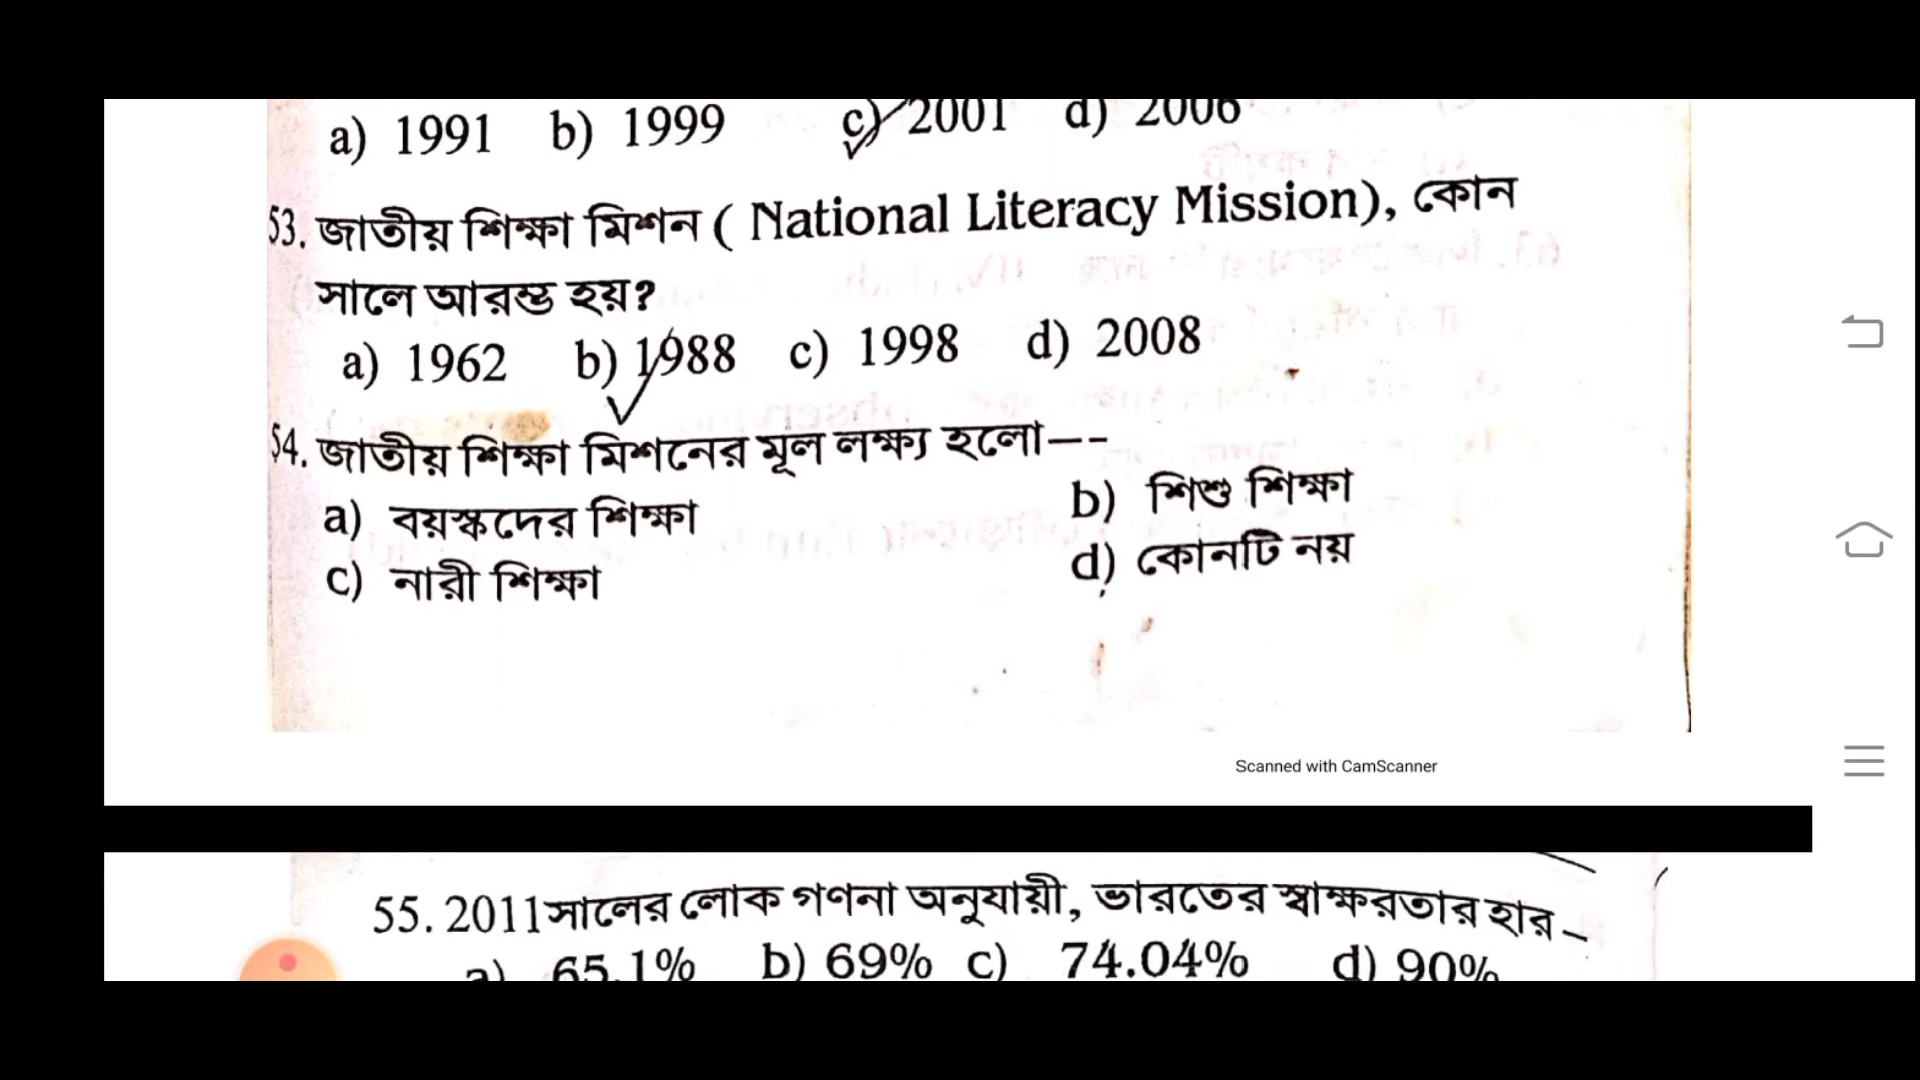 a) 1991 b) 1999 c) 2001 d) 2006
53. জাতীয় শিক্ষা মিশন ( National Literacy Mission), কোন
সালে আরম্ভ হয়?
a) 1962 b) 1988 c) 1998 d) 2008
54. জাতীয় শিক্ষা মিশনের মূল লক্ষ্য হলো—--
a) বয়স্কদের শিক্ষা b) শিশু শিক্ষা
c) নারী শিক্ষা d) কোনটি নয়
Scanned with CamScanner
55. 2011সালের লোক গণনা অনুযায়ী, ভারতের স্বাক্ষরতার হার–
a) 65.1% b) 69% c) 74.04% d) 90%